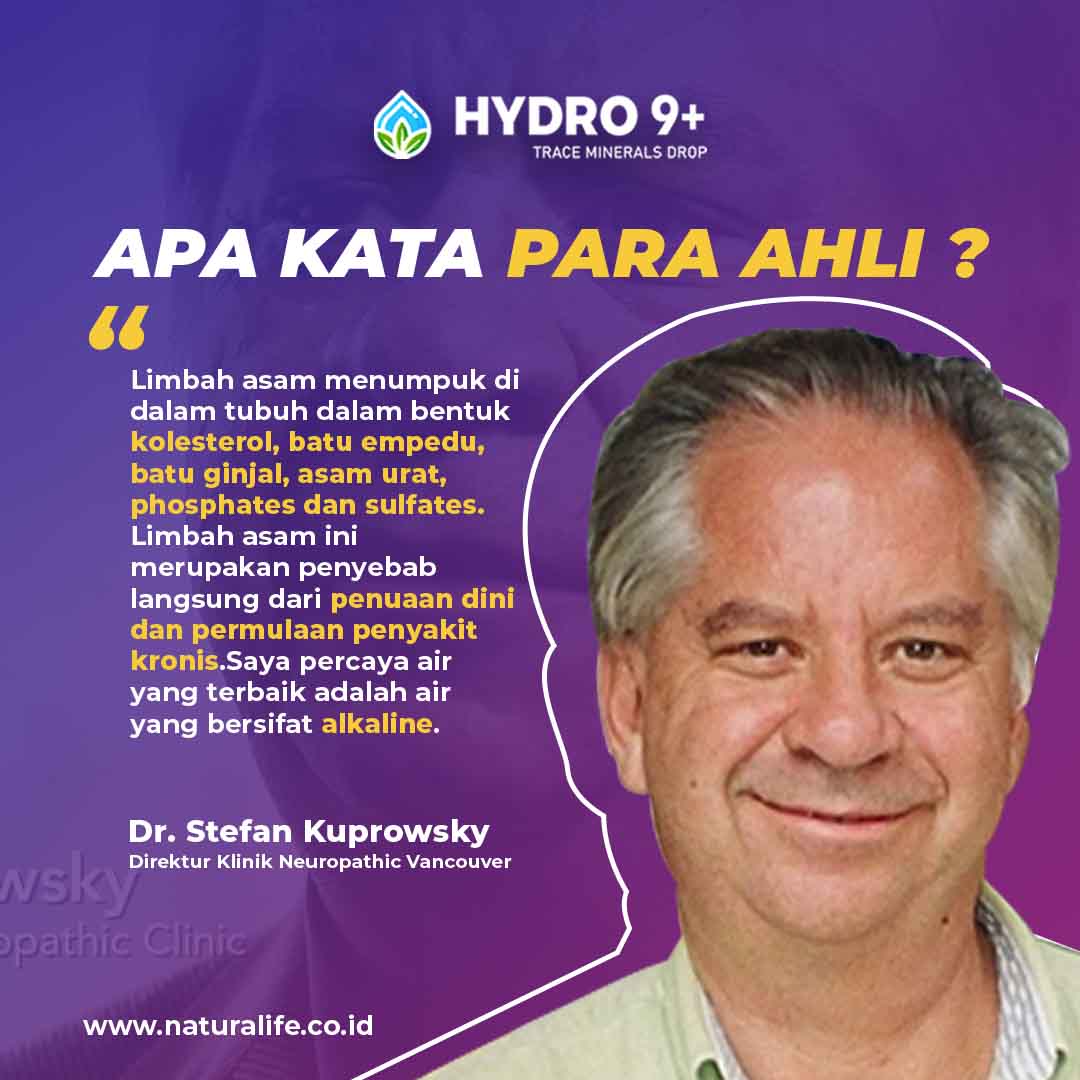 HYDRO 9+
TRACE MINERALS DROP
APA KATA PARA AHLI ?
“
Limbah asam menumpuk di
dalam tubuh dalam bentuk
kolesterol, batu empedu,
batu ginjal, asam urat,
phosphates dan sulfates.
Limbah asam ini
merupakan penyebab
langsung dari penuaan dini
dan permulaan penyakit
kronis.Saya percaya air
yang terbaik adalah air
yang bersifat alkaline.
Dr. Stefan Kuprowsky
Direktur Klinik Neuropathic Vancouver
wsky
opathic Clinic
www.naturalife.co.id